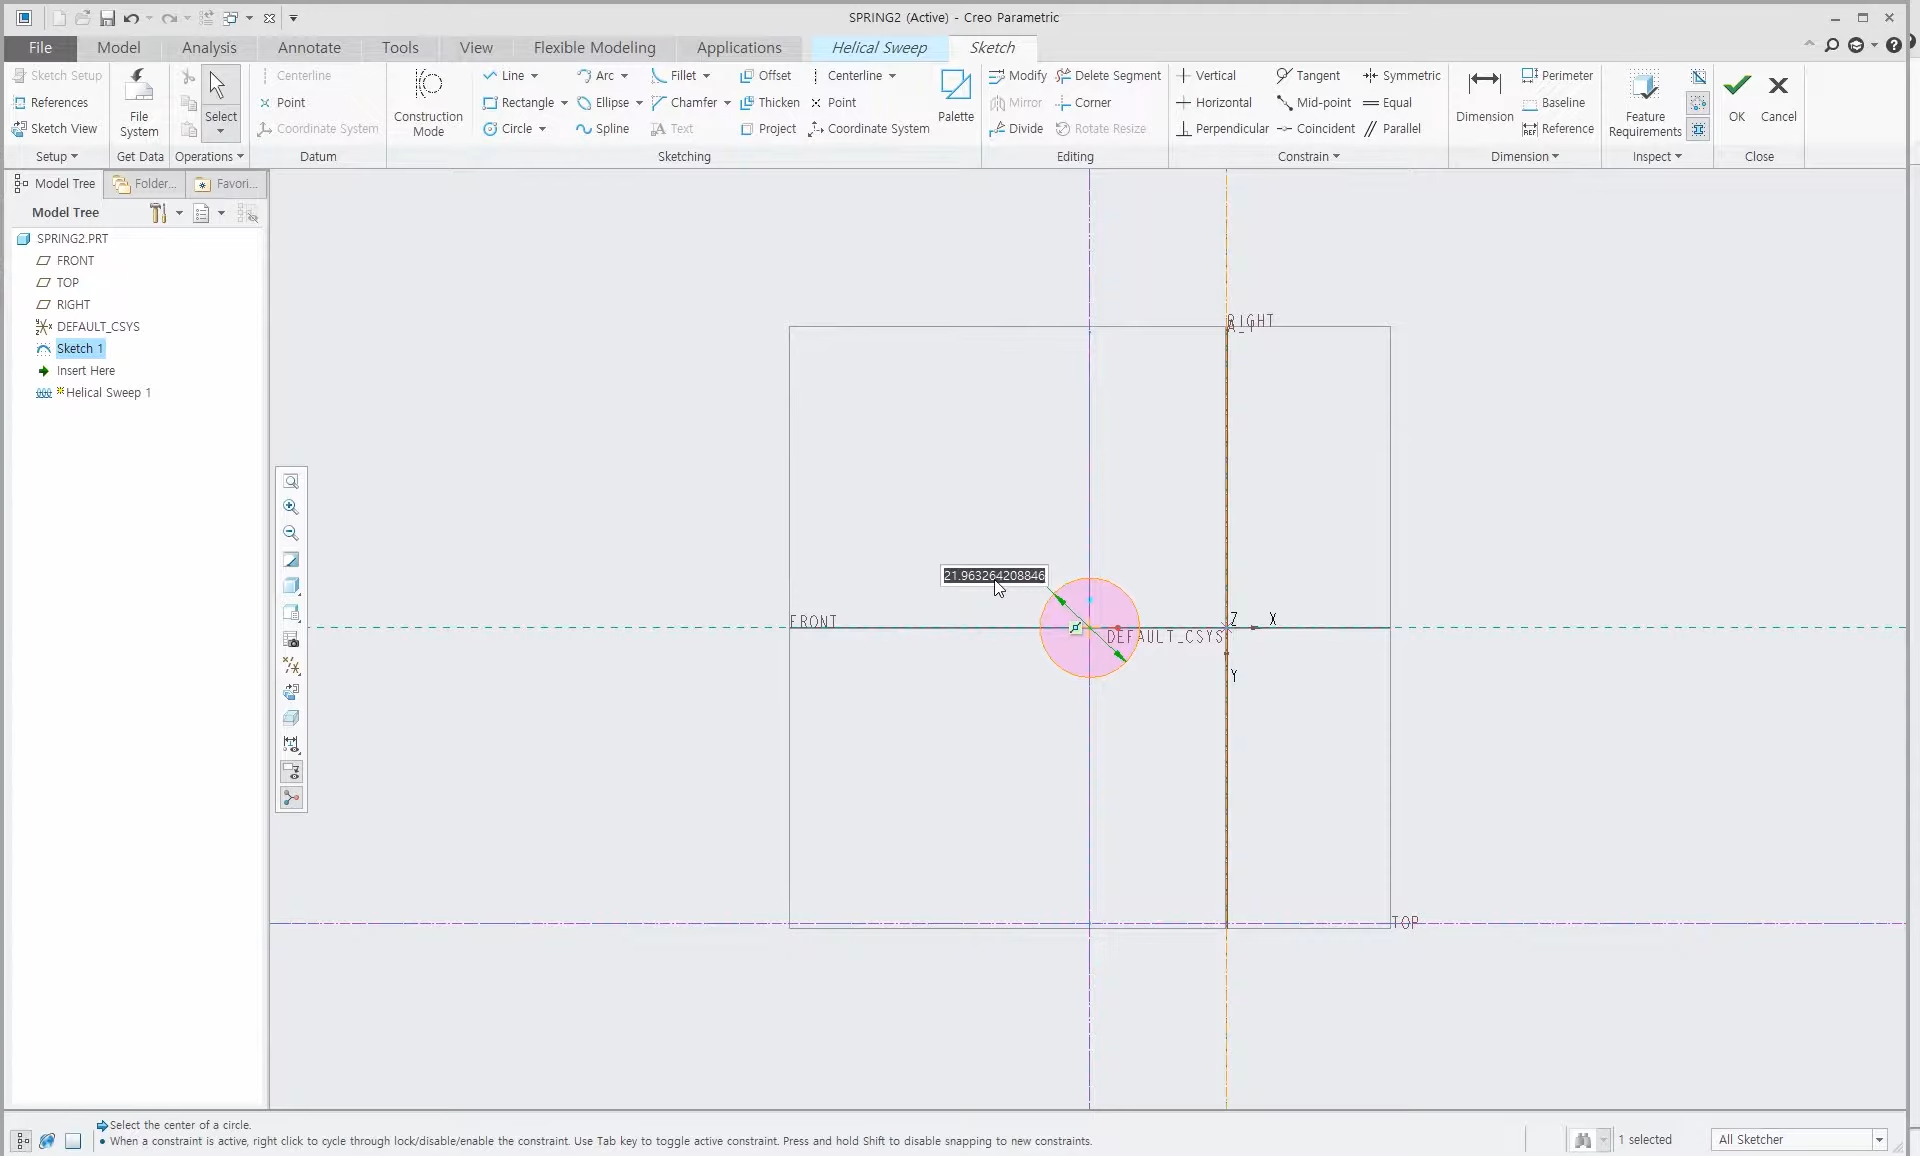 SPRING2 (Active) - Creo Parametric
File Model Analysis Annotate Tools View Flexible Modeling Applications Helical Sweep Sketch
Sketch Setup
References
Sketch View
Setup
File System
Get Data
Select
Operations
Centerline
Point
Coordinate System
Datum
Construction Mode
Line Arc Fillet Offset Centerline
Rectangle Ellipse Chamfer Thicken Point
Circle Spline Text Project Coordinate System
Palette
Sketching
Modify Delete Segment
Mirror Corner
Divide Rotate Resize
Editing
Vertical Tangent Symmetric
Horizontal Mid-point Equal
Perpendicular Coincident Parallel
Constrain
Dimension
Perimeter
Baseline
REF Reference
Dimension
Feature Requirements
Inspect
OK Cancel
Close
Model Tree Folder... Favori...
Model Tree
SPRING2.PRT
FRONT
TOP
RIGHT
DEFAULT_CSYS
Sketch 1
Insert Here
Helical Sweep 1
RIGHT
21.963264208846
FRONT
Z X
DEFAULT_CSYS
Y
TOP
Select the center of a circle.
• When a constraint is active, right click to cycle through lock/disable/enable the constraint. Use Tab key to toggle active constraint. Press and hold Shift to disable snapping to new constraints.
1 selected
All Sketcher